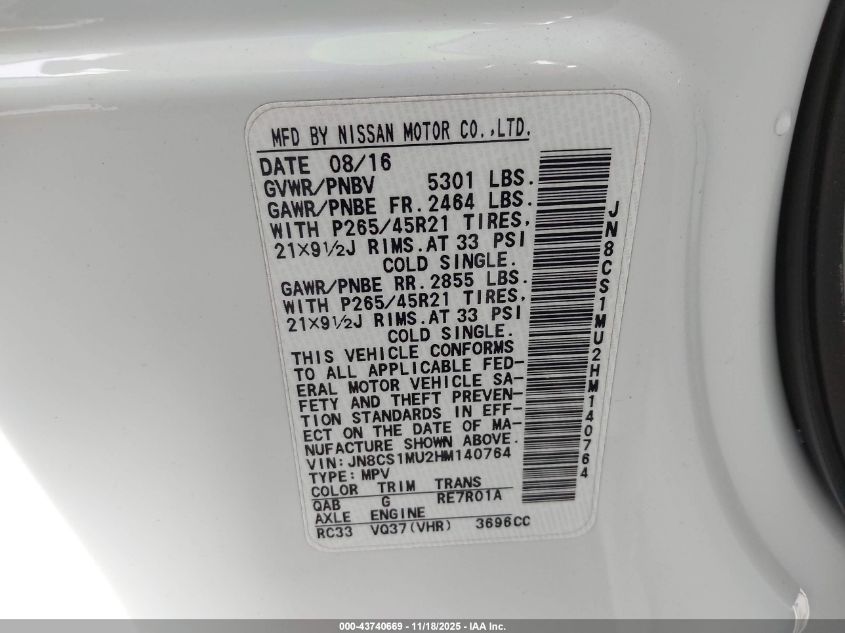 MFD BY NISSAN MOTOR CO.,LTD.
DATE 08/16
GVWR/PNBV 5301 LBS.
GAWR/PNBE FR. 2464 LBS.
WITH P265/45R21 TIRES,
21X9½J RIMS. AT 33 PSI
COLD SINGLE.
GAWR/PNBE RR. 2855 LBS.
WITH P265/45R21 TIRES,
21X9½J RIMS. AT 33 PSI
COLD SINGLE.
THIS VEHICLE CONFORMS
TO ALL APPLICABLE FED-
ERAL MOTOR VEHICLE SA-
FETY AND THEFT PREVEN-
TION STANDARDS IN EFF-
ECT ON THE DATE OF MA-
NUFACTURE SHOWN ABOVE.
VIN: JN8CS1MU2HM140764
TYPE: MPV
COLOR TRIM TRANS
QAB G RE7R01A
AXLE ENGINE
RC33 VQ37(VHR) 3696CC
JN8CS1MU2HM140764
000-43740669 - 11/18/2025 - IAA Inc.